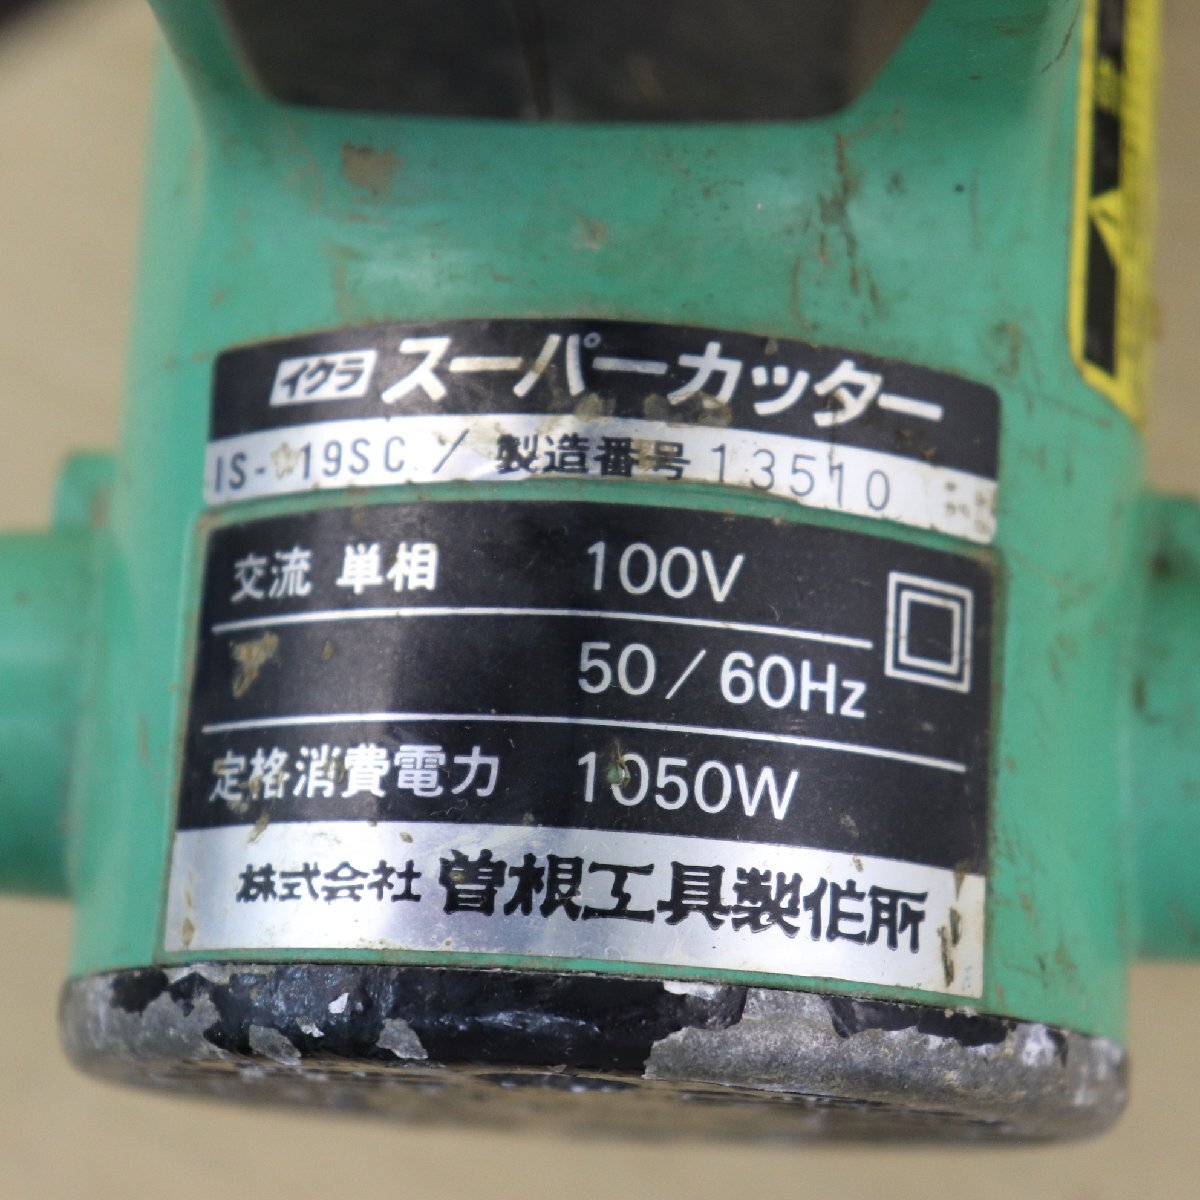 イクラ スーパーカッター
IS-19SC / 製造番号 13510
交流 単相 100V
50/60Hz
定格消費電力 1050W
株式会社 曽根工具製作所